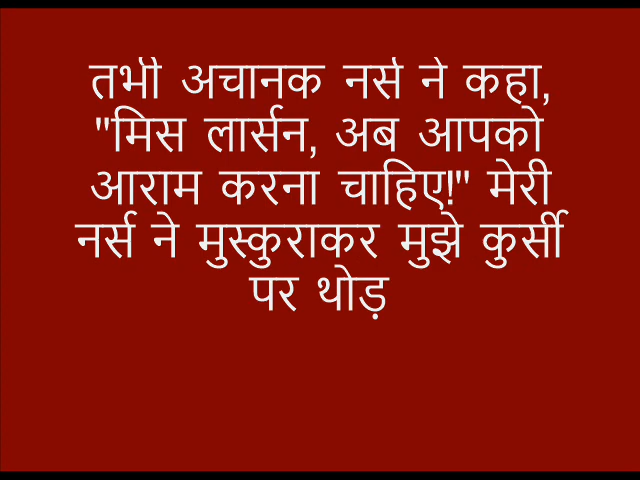 तभी अचानक नर्स ने कहा,
"मिस लार्सन, अब आपको
आराम करना चाहिए!" मेरी
नर्स ने मुस्कुराकर मुझे कुर्सी
पर थोड़